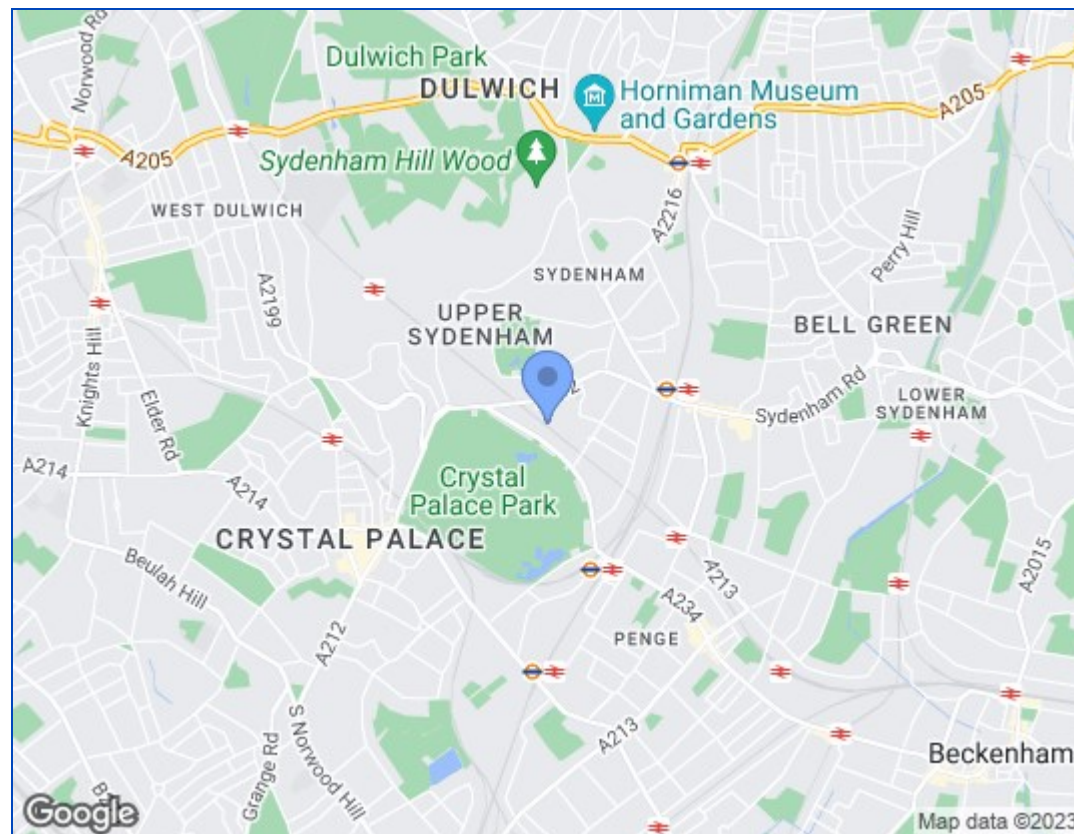 Norwood Rd
Dulwich Park
DULWICH
Horniman Museum
and Gardens
A205
A205
Sydenham Hill Wood
WEST DULWICH
A2216
Perry Hill
SYDENHAM
A2199
UPPER
SYDENHAM
BELL GREEN
Knights Hill
Elder Rd
2
Sydenham Rd
LOWER
SYDENHAM
A214
A214
Crystal
Palace Park
CRYSTAL PALACE
Beulah Hill
A213
A2015
A234
A212
PENGE
S Norwood Hill
Grange Rd
A213
Beckenham
Google
Map data ©2023